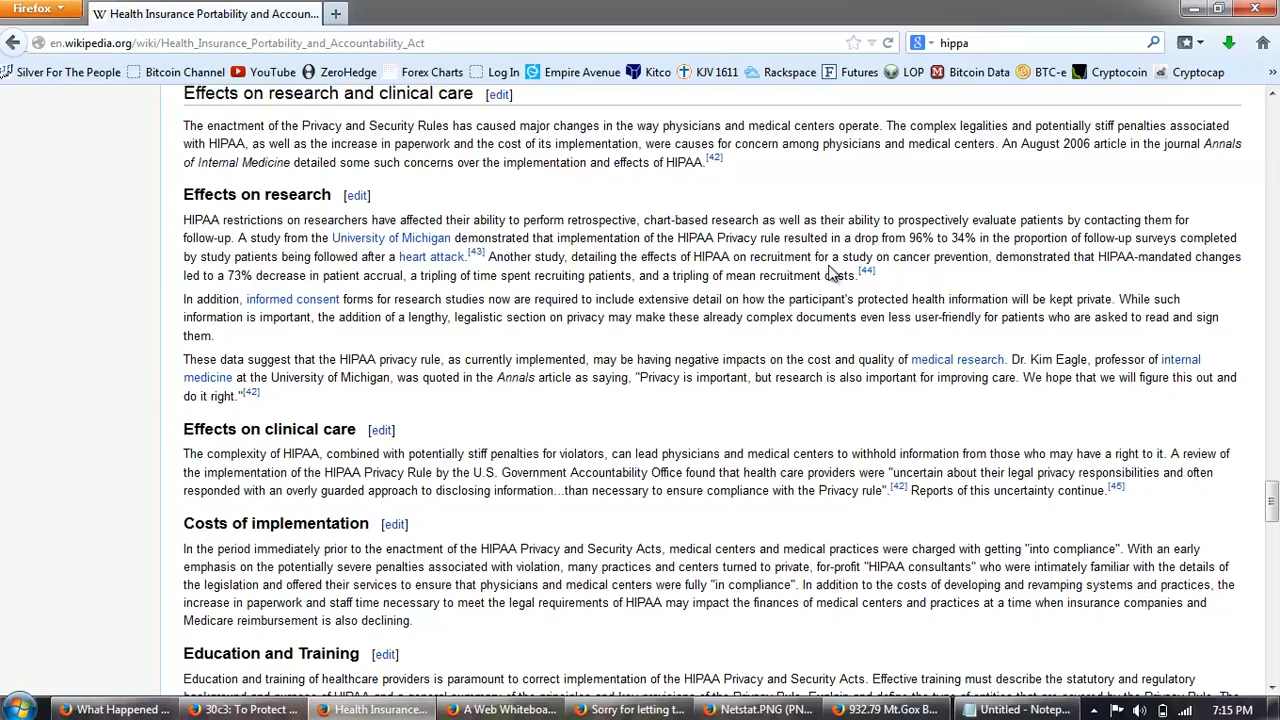 Firefox
Health Insurance Portability and Accoun...
en.wikipedia.org/wiki/Health_Insurance_Portability_and_Accountability_Act
hippa
Silver For The People Bitcoin Channel YouTube ZeroHedge Forex Charts Log In Empire Avenue Kitco KJV 1611 Rackspace Futures LOP Bitcoin Data BTC-e Cryptocoin Cryptocap »
Effects on research and clinical care [edit]
The enactment of the Privacy and Security Rules has caused major changes in the way physicians and medical centers operate. The complex legalities and potentially stiff penalties associated
with HIPAA, as well as the increase in paperwork and the cost of its implementation, were causes for concern among physicians and medical centers. An August 2006 article in the journal Annals
of Internal Medicine detailed some such concerns over the implementation and effects of HIPAA.[42]
Effects on research [edit]
HIPAA restrictions on researchers have affected their ability to perform retrospective, chart-based research as well as their ability to prospectively evaluate patients by contacting them for
follow-up. A study from the University of Michigan demonstrated that implementation of the HIPAA Privacy rule resulted in a drop from 96% to 34% in the proportion of follow-up surveys completed
by study patients being followed after a heart attack.[43] Another study, detailing the effects of HIPAA on recruitment for a study on cancer prevention, demonstrated that HIPAA-mandated changes
led to a 73% decrease in patient accrual, a tripling of time spent recruiting patients, and a tripling of mean recruitment costs.[44]
In addition, informed consent forms for research studies now are required to include extensive detail on how the participant's protected health information will be kept private. While such
information is important, the addition of a lengthy, legalistic section on privacy may make these already complex documents even less user-friendly for patients who are asked to read and sign
them.
These data suggest that the HIPAA privacy rule, as currently implemented, may be having negative impacts on the cost and quality of medical research. Dr. Kim Eagle, professor of internal
medicine at the University of Michigan, was quoted in the Annals article as saying, "Privacy is important, but research is also important for improving care. We hope that we will figure this out and
do it right."[42]
Effects on clinical care [edit]
The complexity of HIPAA, combined with potentially stiff penalties for violators, can lead physicians and medical centers to withhold information from those who may have a right to it. A review of
the implementation of the HIPAA Privacy Rule by the U.S. Government Accountability Office found that health care providers were "uncertain about their legal privacy responsibilities and often
responded with an overly guarded approach to disclosing information...than necessary to ensure compliance with the Privacy rule".[42] Reports of this uncertainty continue.[45]
Costs of implementation [edit]
In the period immediately prior to the enactment of the HIPAA Privacy and Security Acts, medical centers and medical practices were charged with getting "into compliance". With an early
emphasis on the potentially severe penalties associated with violation, many practices and centers turned to private, for-profit "HIPAA consultants" who were intimately familiar with the details of
the legislation and offered their services to ensure that physicians and medical centers were fully "in compliance". In addition to the costs of developing and revamping systems and practices, the
increase in paperwork and staff time necessary to meet the legal requirements of HIPAA may impact the finances of medical centers and practices at a time when insurance companies and
Medicare reimbursement is also declining.
Education and Training [edit]
Education and training of healthcare providers is paramount to correct implementation of the HIPAA Privacy and Security Acts. Effective training must describe the statutory and regulatory
What Happened ... 30c3: To Protect ... Health Insurance... A Web Whiteboa... Sorry for letting t... Netstat.PNG (PN... 932.79 Mt.Gox B... Untitled - Notep... 7:15 PM